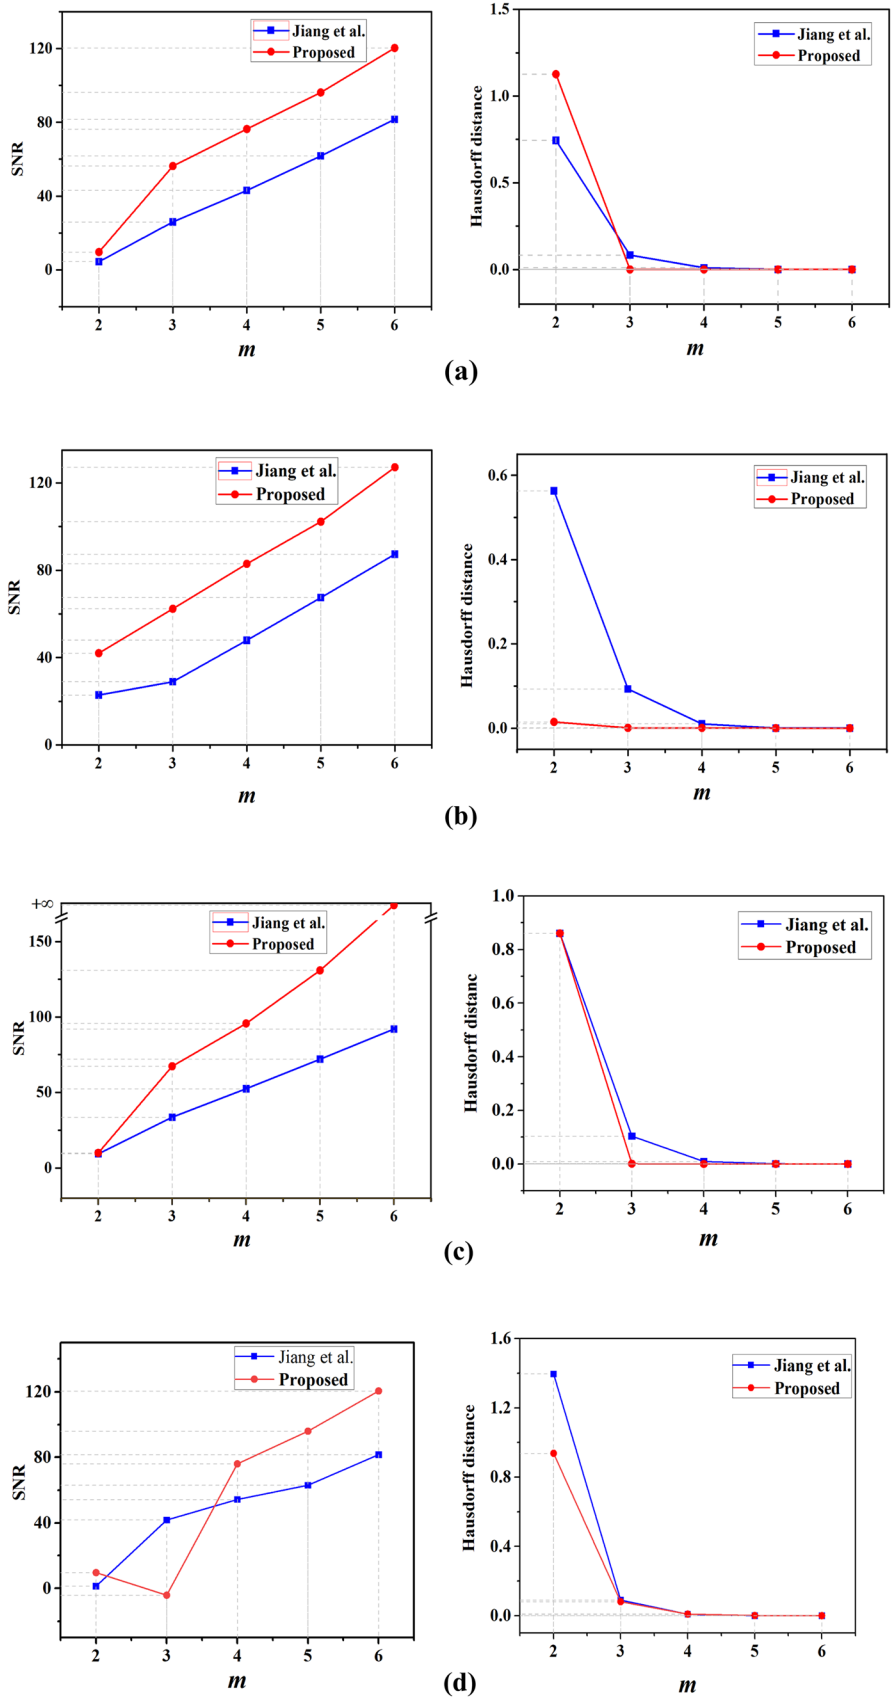 Jiang et al.
Proposed
120
80
40
0
SNR
2 3 4 5 6
m
Jiang et al.
Proposed
1.5
1.0
0.5
0.0
Hausdorff distance
2 3 4 5 6
m
(a)
Jiang et al.
Proposed
120
80
40
0
SNR
2 3 4 5 6
m
Jiang et al.
Proposed
0.6
0.4
0.2
0.0
Hausdorff distance
2 3 4 5 6
m
(b)
Jiang et al.
Proposed
+∞
150
100
50
0
SNR
2 3 4 5 6
m
Jiang et al.
Proposed
1.0
0.8
0.6
0.4
0.2
0.0
Hausdorff distanc
2 3 4 5 6
m
(c)
Jiang et al.
Proposed
120
80
40
0
SNR
2 3 4 5 6
m
Jiang et al.
Proposed
1.6
1.2
0.8
0.4
0.0
Hausdorff distance
2 3 4 5 6
m
(d)